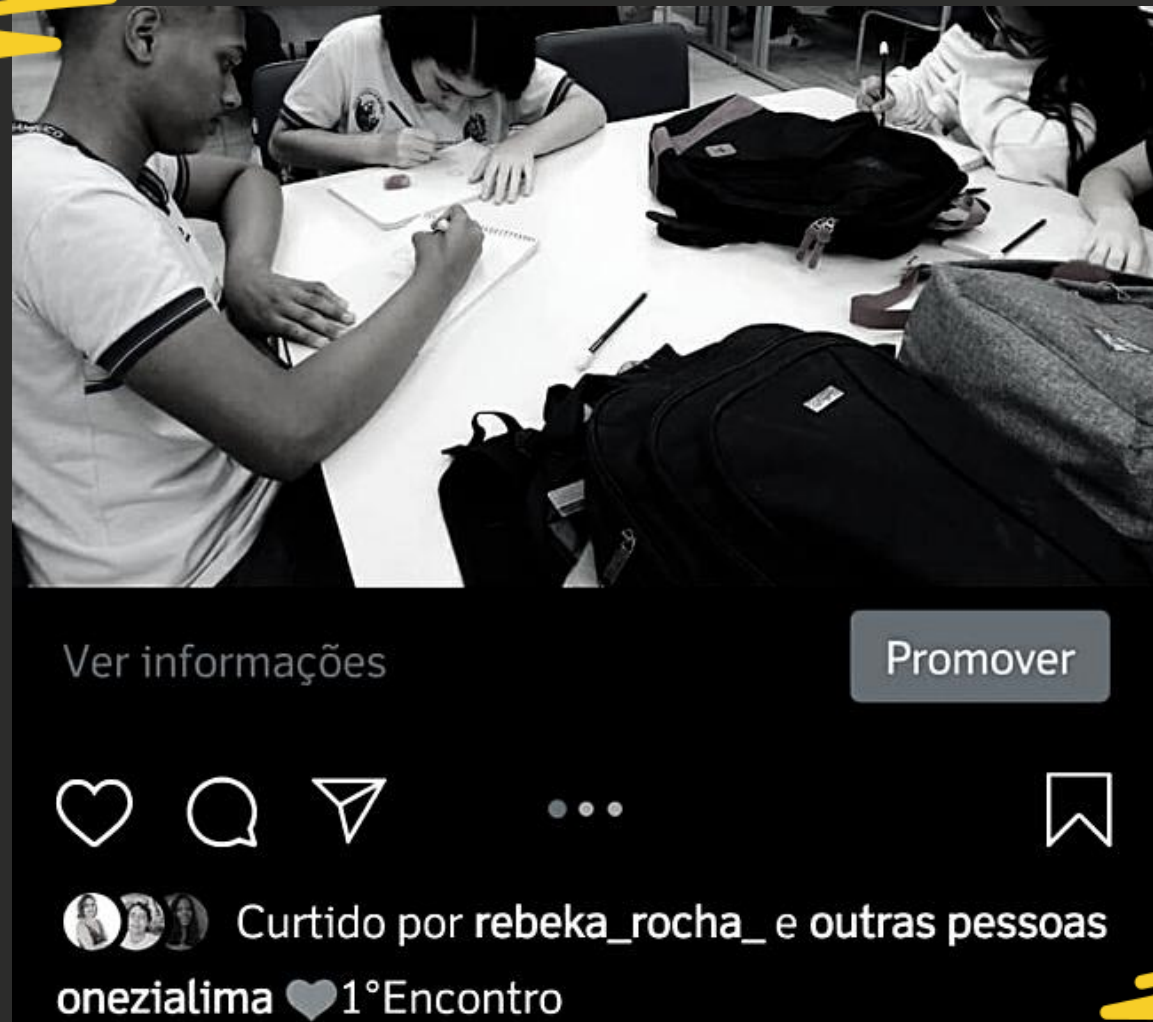 Ver informações
Promover
Curtido por rebeka_rocha_ e outras pessoas
onezialima 🩶1°Encontro